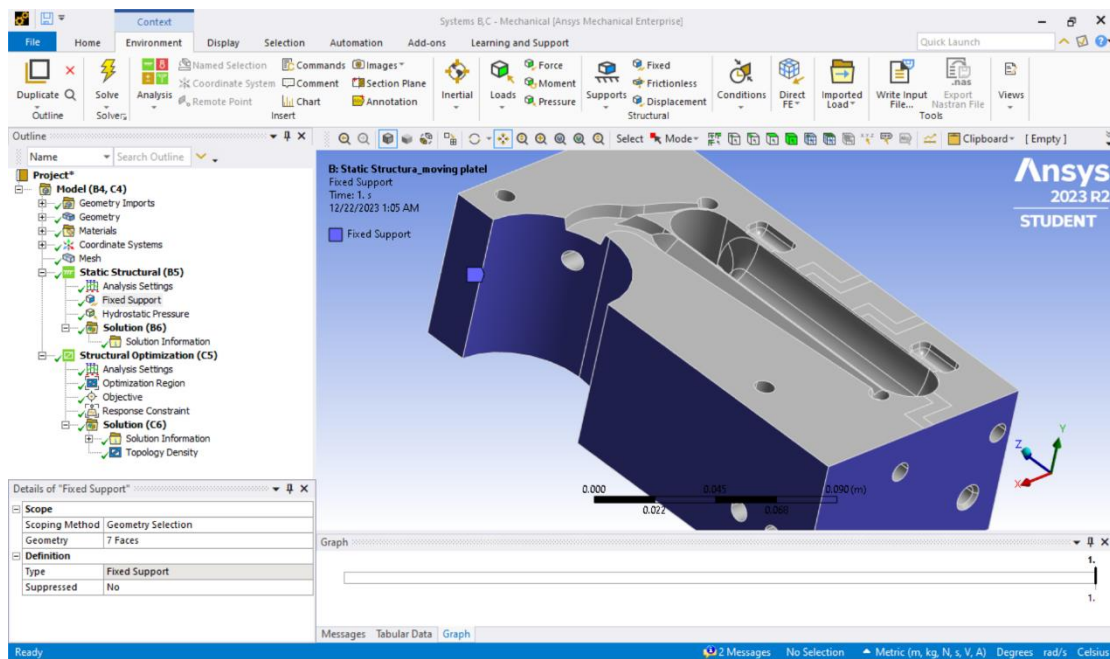 Context
Systems B,C - Mechanical [Ansys Mechanical Enterprise]
File Home Environment Display Selection Automation Add-ons Learning and Support Quick Launch
Duplicate Solve Analysis Named Selection Commands Images Inertial Loads Force Supports Fixed Conditions Direct Imported Write Input Export Views
Coordinate System Comment Section Plane Moment Frictionless FE Load File... Nastran File
Remote Point Chart Annotation Pressure Displacement .nas
Outline Solvers Insert Structural Tools
Outline Select Mode Clipboard [Empty]
Name Search Outline
Project*
Model (B4, C4)
Geometry Imports
Geometry
Materials
Coordinate Systems
Mesh
Static Structural (B5)
Analysis Settings
Fixed Support
Hydrostatic Pressure
Solution (B6)
Solution Information
Structural Optimization (C5)
Analysis Settings
Optimization Region
Objective
Response Constraint
Solution (C6)
Solution Information
Topology Density
B: Static Structura_moving platel
Fixed Support
Time: 1. s
12/22/2023 1:05 AM
Fixed Support
Ansys
2023 R2
STUDENT
Y
Z
X
0.000 0.045 0.090 (m)
0.022 0.068
Details of "Fixed Support"
Scope
Scoping Method Geometry Selection
Geometry 7 Faces
Definition
Type Fixed Support
Suppressed No
Graph
1.
1.
Messages Tabular Data Graph
Ready 2 Messages No Selection Metric (m, kg, N, s, V, A) Degrees rad/s Celsius